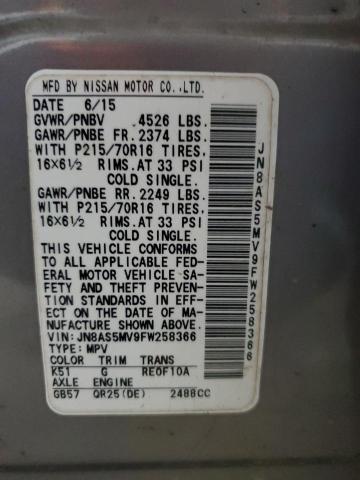 MFD BY NISSAN MOTOR CO.,LTD.
DATE 6/15
GVWR/PNBV 4526 LBS.
GAWR/PNBE FR. 2374 LBS.
WITH P215/70R16 TIRES,
16X6½ RIMS.AT 33 PSI
COLD SINGLE.
GAWR/PNBE RR. 2249 LBS.
WITH P215/70R16 TIRES,
16X6½ RIMS.AT 33 PSI
COLD SINGLE.
THIS VEHICLE CONFORMS
TO ALL APPLICABLE FED-
ERAL MOTOR VEHICLE SA-
FETY AND THEFT PREVENTION
STANDARDS IN EFF-
ECT ON THE DATE OF MA-
NUFACTURE SHOWN ABOVE.
VIN: JN8AS5MV9FW258366
TYPE: MPV
COLOR TRIM TRANS
K51 G RE0F10A
AXLE ENGINE
GB57 QR25(DE) 2488CC
JN8AS5MV9FW258366